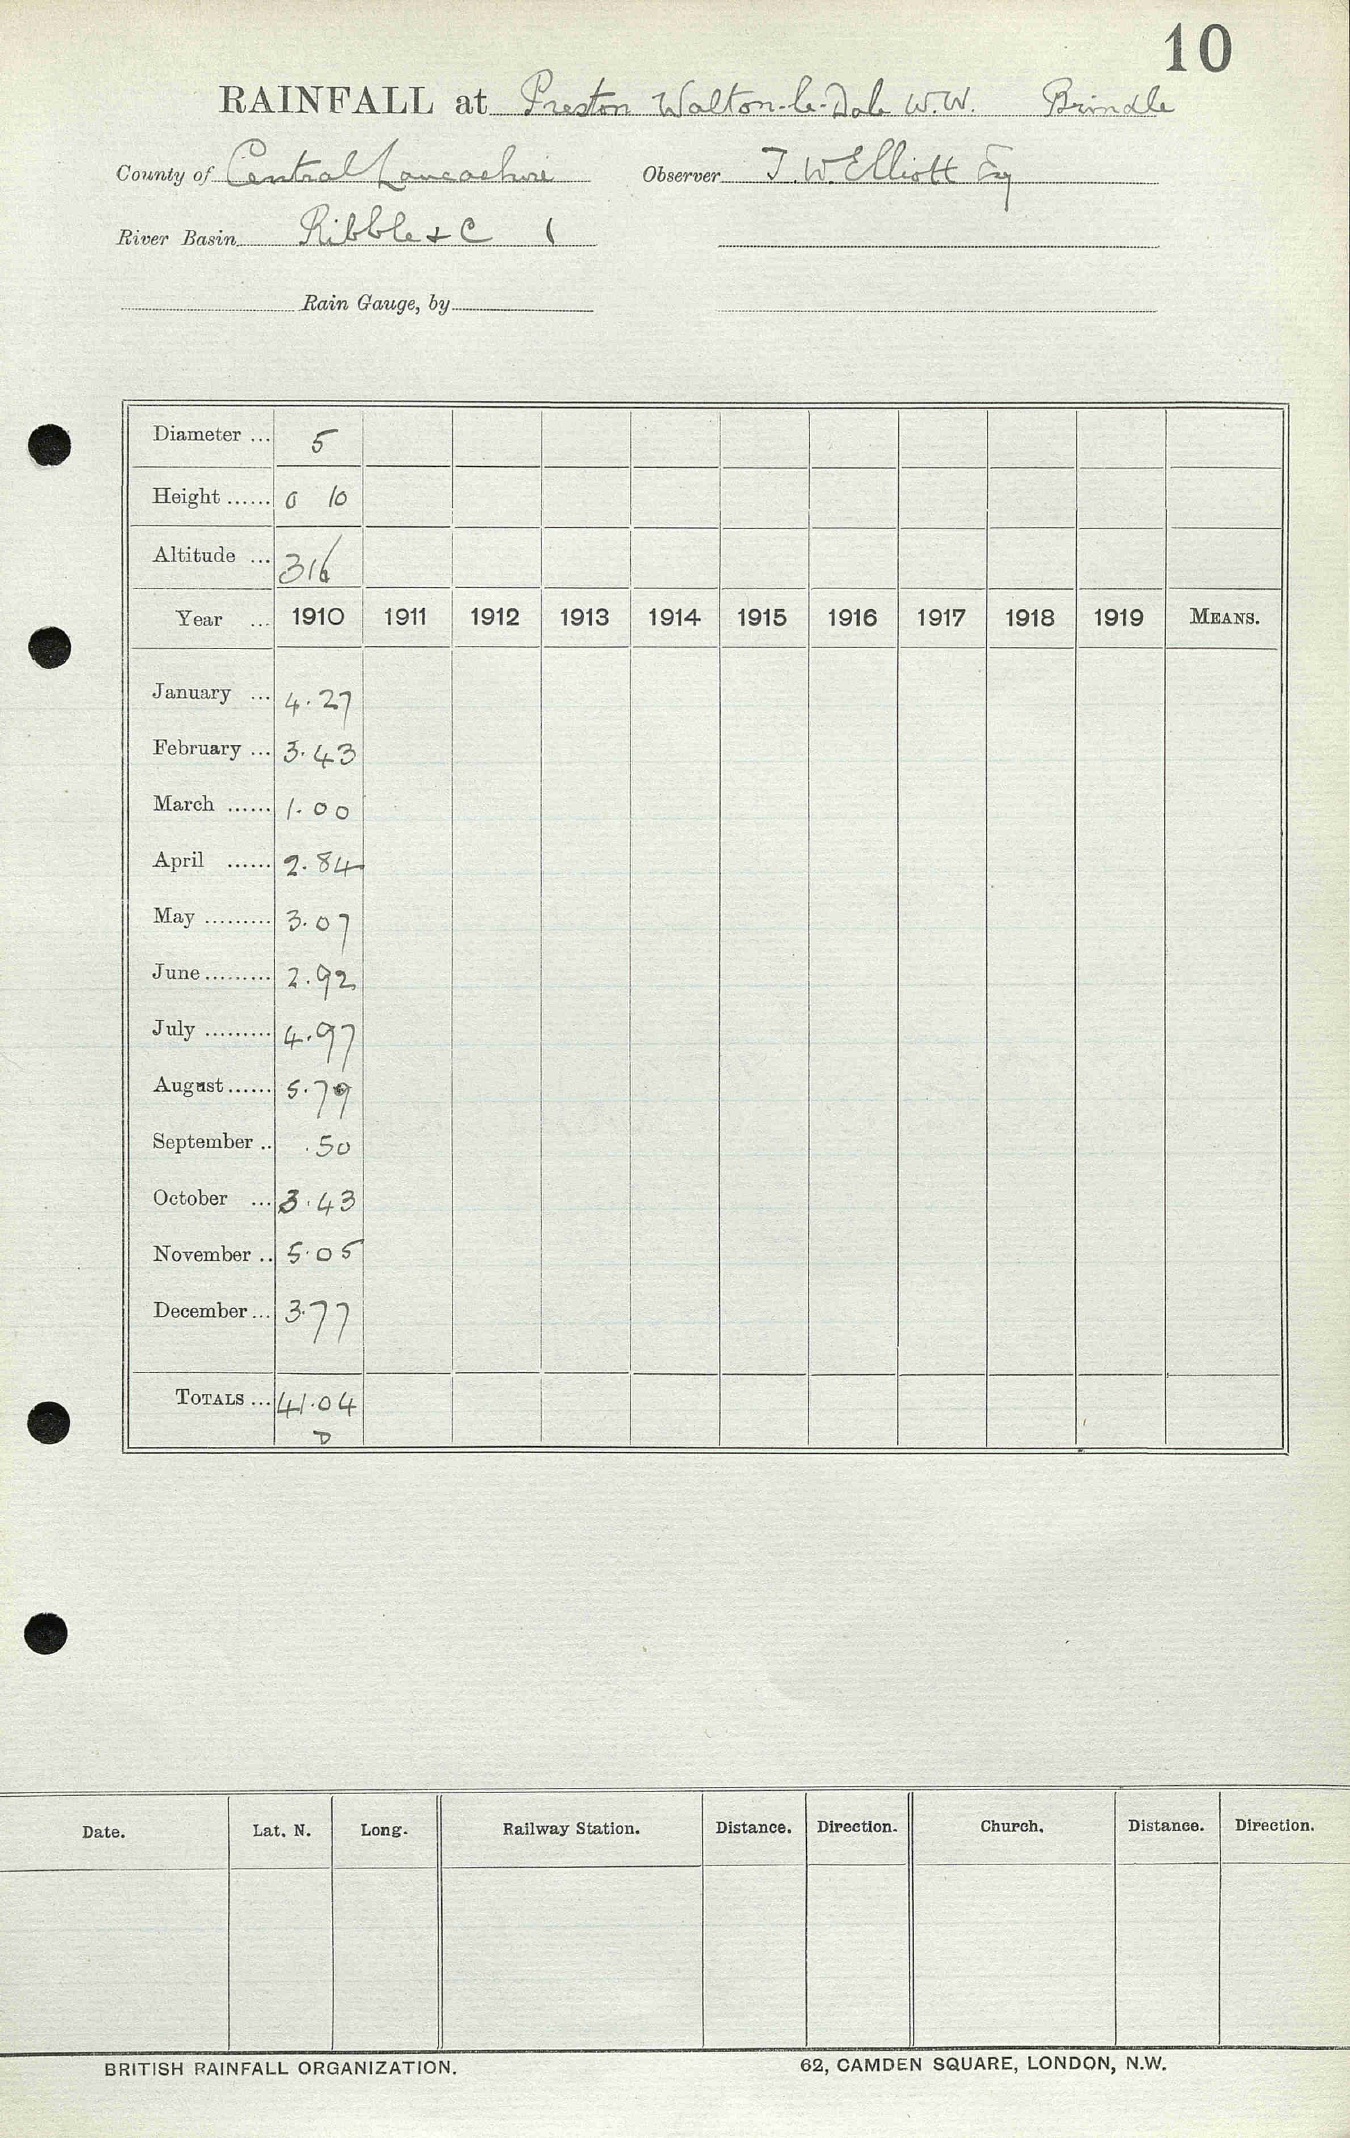 10
RAINFALL at Preston Walton-le-Dale W.W. Brindle
County of Central Lancashire Observer T. W. Elliott Esq
River Basin Ribble & C 1
Rain Gauge, by
Diameter ... 5
Height ...... 0 10
Altitude ... 316
Year ... 1910 1911 1912 1913 1914 1915 1916 1917 1918 1919 MEANS.
January ... 4.27
February ... 3.43
March ...... 1.00
April ...... 2.84
May ......... 3.07
June ......... 2.92
July ......... 4.97
August ...... 5.79
September .. .50
October ... 3.43
November .. 5.05
December ... 3.77
TOTALS ... 41.04
D
Date. Lat. N. Long. Railway Station. Distance. Direction. Church. Distance. Direction.
BRITISH RAINFALL ORGANIZATION. 62, CAMDEN SQUARE, LONDON, N.W.